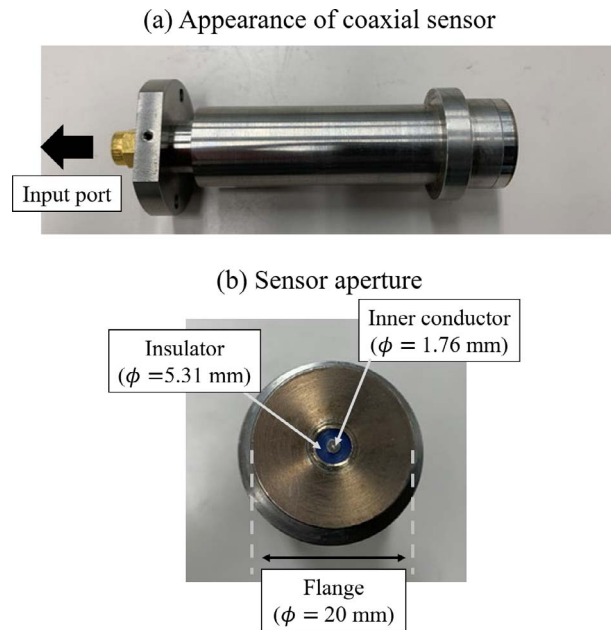 (a) Appearance of coaxial sensor
Input port
(b) Sensor aperture
Inner conductor
(ϕ = 1.76 mm)
Insulator
(ϕ =5.31 mm)
Flange
(ϕ = 20 mm)